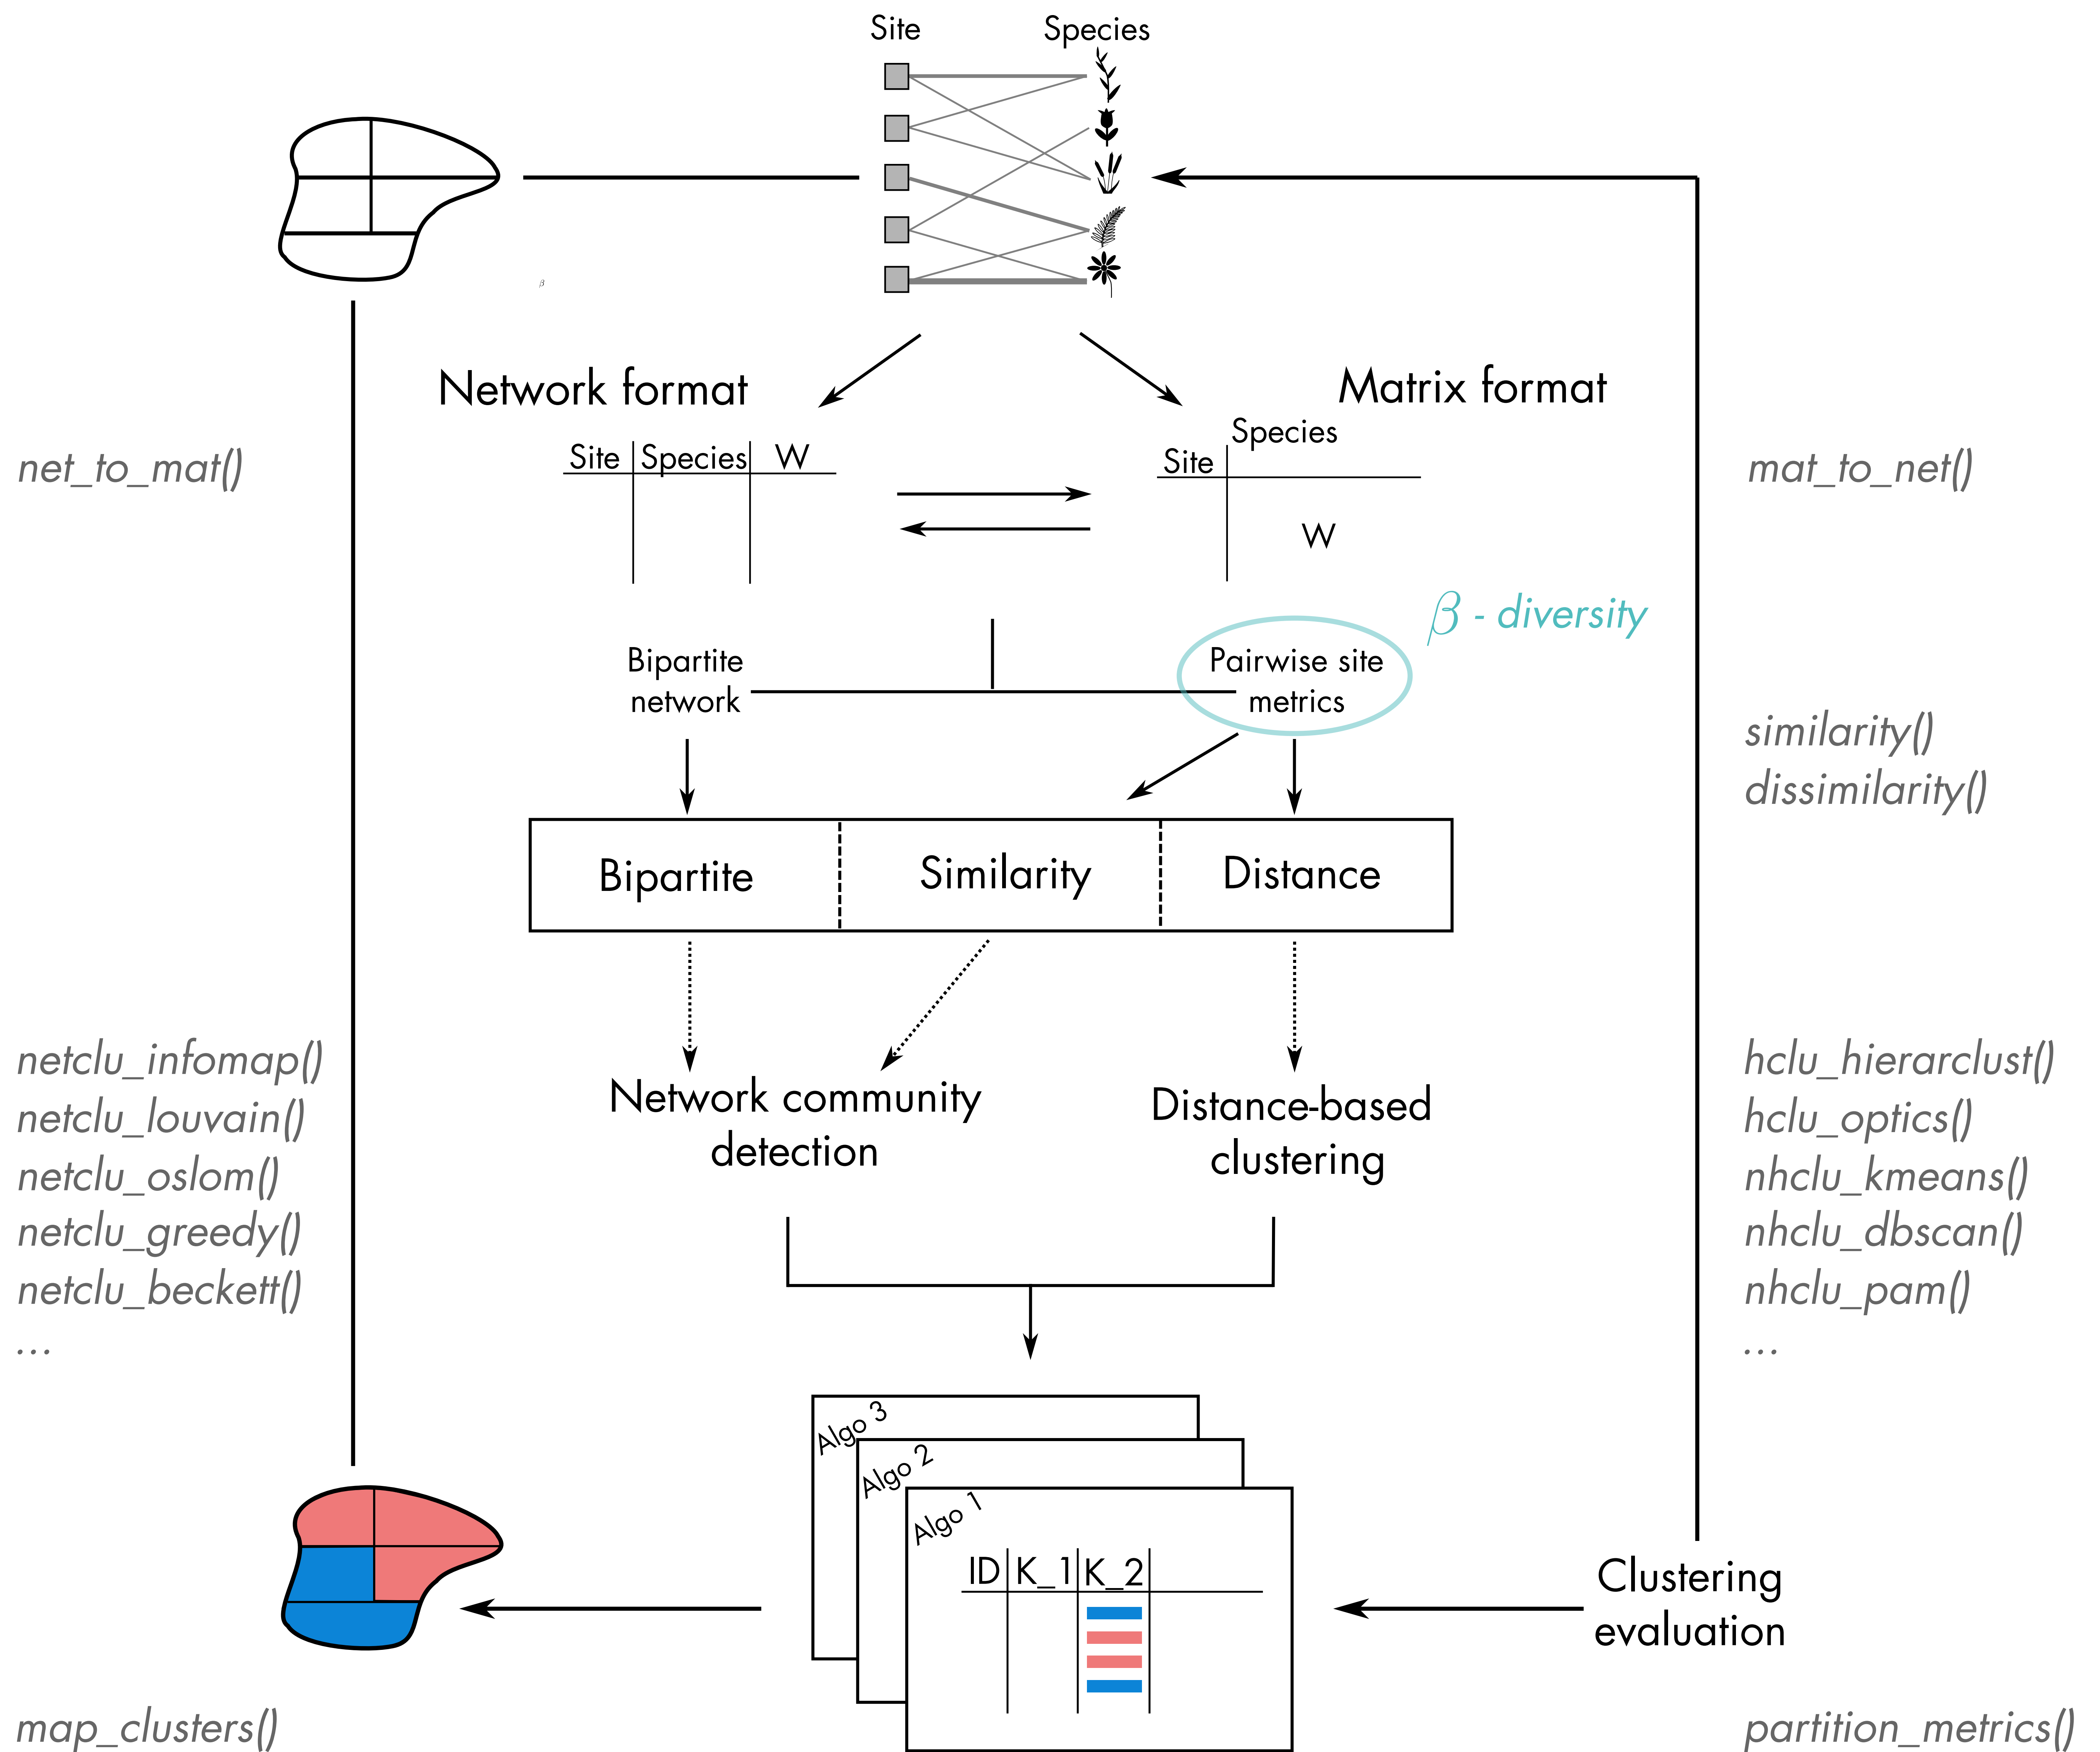 Site Species
β
Network format Matrix format
Species
Site Species W
Site
net_to_mat() mat_to_net()
W
β - diversity
Bipartite
network
Pairwise site
metrics
similarity()
dissimilarity()
Bipartite Similarity Distance
netclu_infomap()
netclu_louvain()
netclu_oslom()
netclu_greedy()
netclu_beckett()
...
Network community
detection
Distance-based
clustering
hclu_hierarclust()
hclu_optics()
nhclu_kmeans()
nhclu_dbscan()
nhclu_pam()
...
Algo 3
Algo 2
Algo 1
ID K_1 K_2
Clustering
evaluation
map_clusters() partition_metrics()